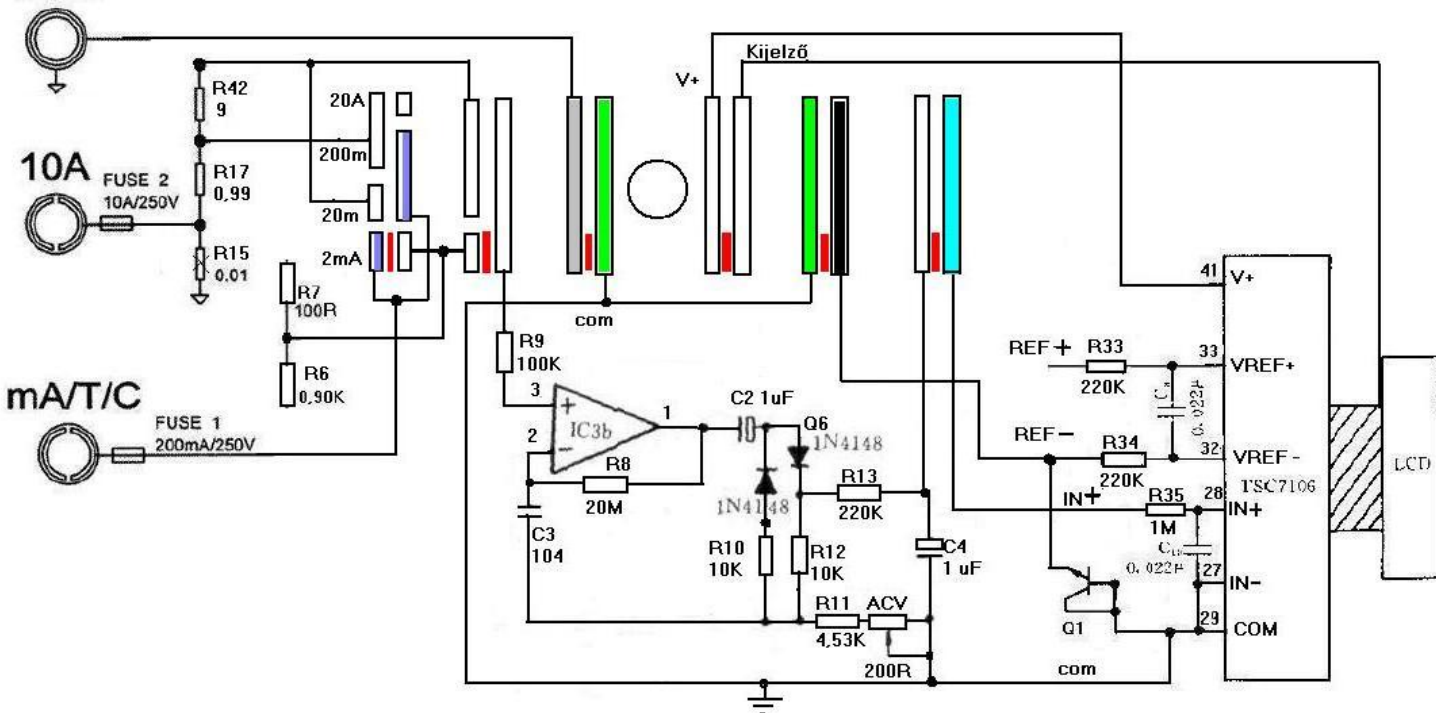 Kijelző
V+
R42
9
20A
200m
10A
FUSE 2
10A/250V
R17
0,99
20m
R15
0.01
2mA
R7
100R
com
R9
100K
R6
0,90K
mA/T/C
FUSE 1
200mA/250V
3
2
1
+
−
IC3b
C2 1uF
Q6
1N4148
R8
20M
1N4148
R13
220K
C3
104
R10
10K
R12
10K
C4
1 uF
R11
4,53K
ACV
200R
41
V+
REF+
R33
220K
33
VREF+
0.022µ
REF-
R34
220K
32
VREF-
TSC7106
LCD
IN+
R35
1M
28
IN+
0.022µ
27
IN-
Q1
29
COM
com